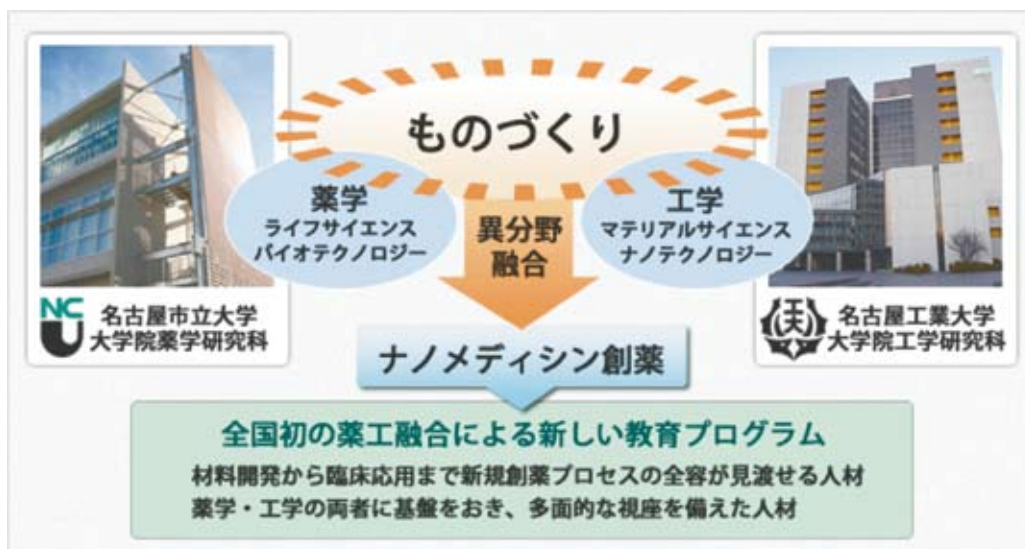 ものづくり
薬学
ライフサイエンス
バイオテクノロジー
異分野
融合
工学
マテリアルサイエンス
ナノテクノロジー
NCU
名古屋市立大学
大学院薬学研究科
名古屋工業大学
大学院工学研究科
ナノメディシン創薬
全国初の薬工融合による新しい教育プログラム
材料開発から臨床応用まで新規創薬プロセスの全容が見渡せる人材
薬学・工学の両者に基盤をおき、多面的な視座を備えた人材